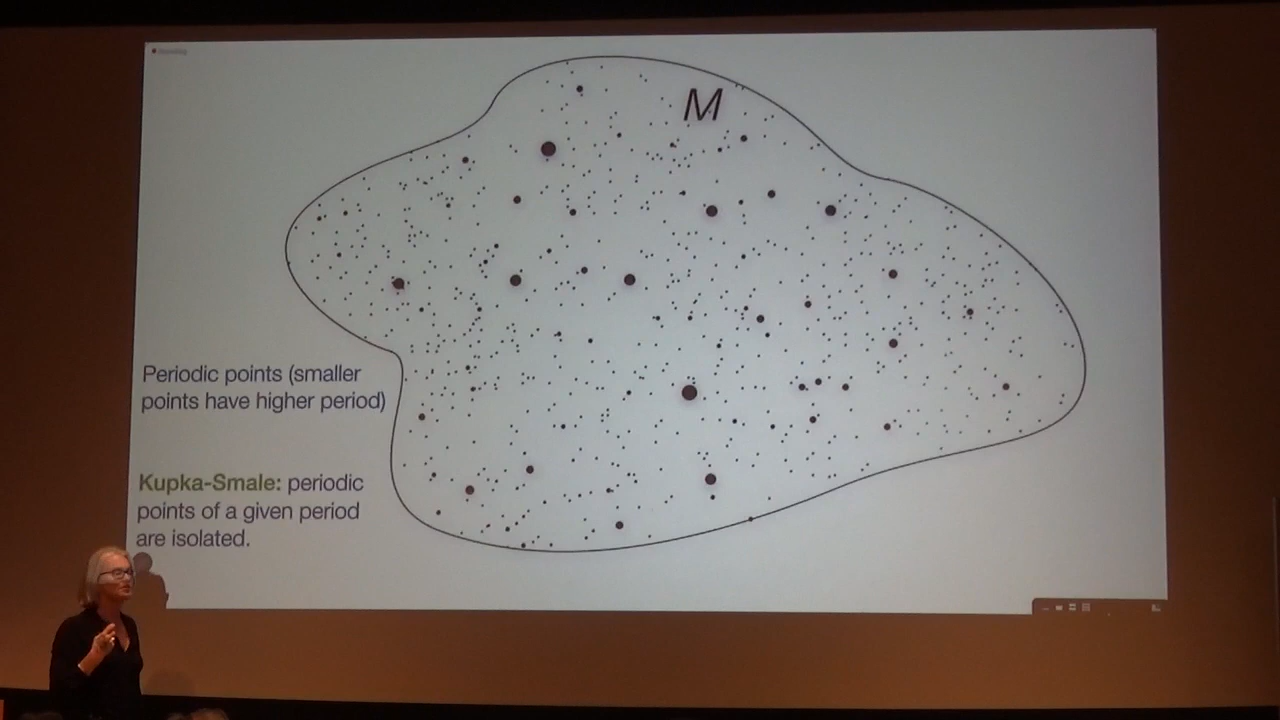 M
Periodic points (smaller
points have higher period)
Kupka-Smale: periodic
points of a given period
are isolated.